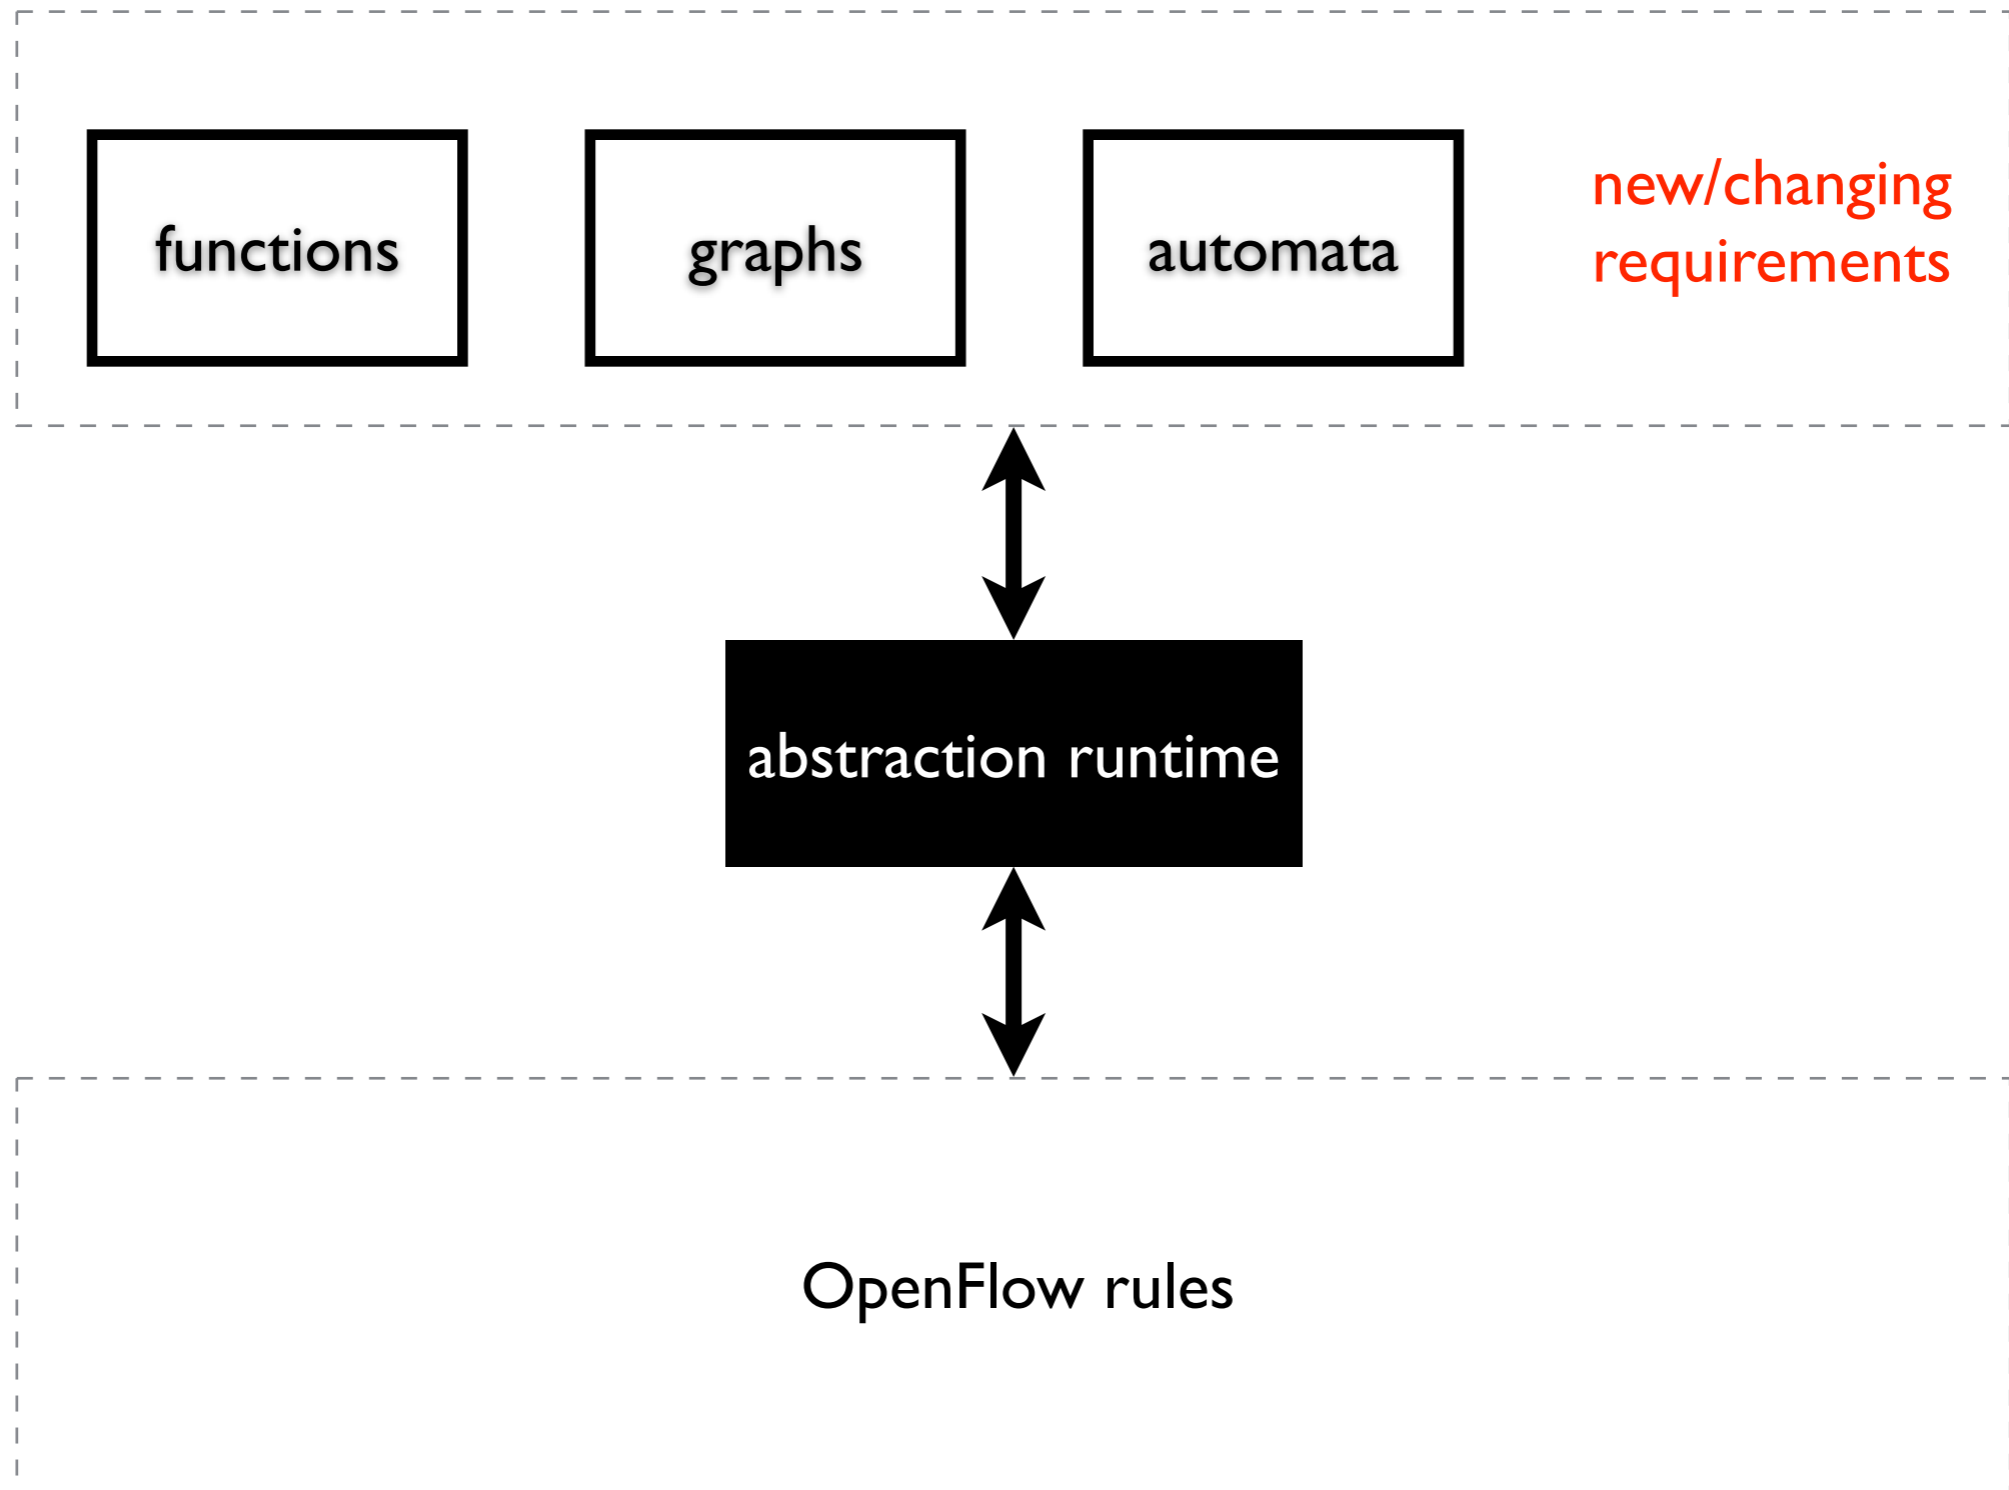 functions
graphs
automata
new/changing
requirements
abstraction runtime
OpenFlow rules